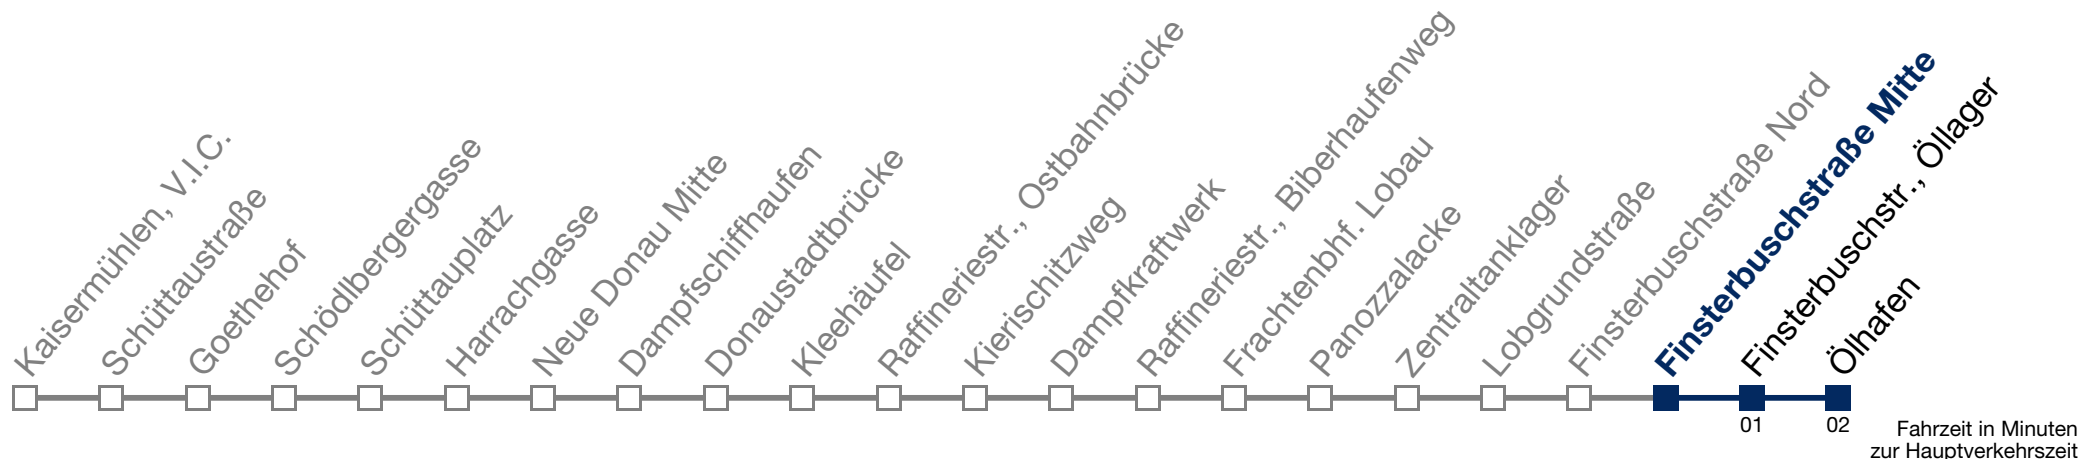 Kaisermühlen, V.I.C.
Schüttaustraße
Goethehof
Schödlbergergasse
Schüttauplatz
Harrachgasse
Neue Donau Mitte
Dampfschiffhaufen
Donaustadtbrücke
Kleehäufel
Raffineriestr., Ostbahnbrücke
Kierischitzweg
Dampfkraftwerk
Raffineriestr., Biberhaufenweg
Frachtenbhf. Lobau
Panozzalacke
Zentraltanklager
Lobgrundstraße
Finsterbuschstraße Nord
Finsterbuschstraße Mitte
Finsterbuschstr., Öllager
Ölhafen
01
02
Fahrzeit in Minuten
zur Hauptverkehrszeit